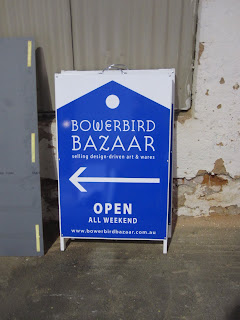 BOWERBIRD
BAZAAR
selling design-driven art & wares
OPEN
ALL WEEKEND
www.bowerbirdbazaar.com.au